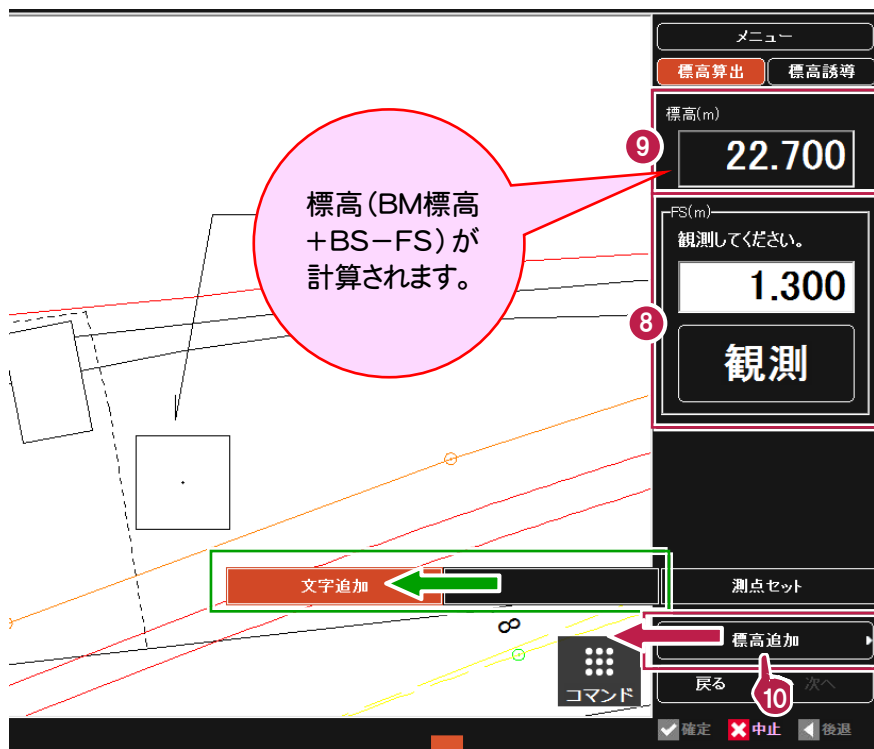 メニュー
標高算出 標高誘導
標高(m)
9
22.700
標高(BM標高
+BS-FS)が
計算されます。
FS(m)
観測してください。
1.300
8
観測
文字追加
測点セット
8
標高追加
コマンド
戻る 次へ
10
確定 中止 後退